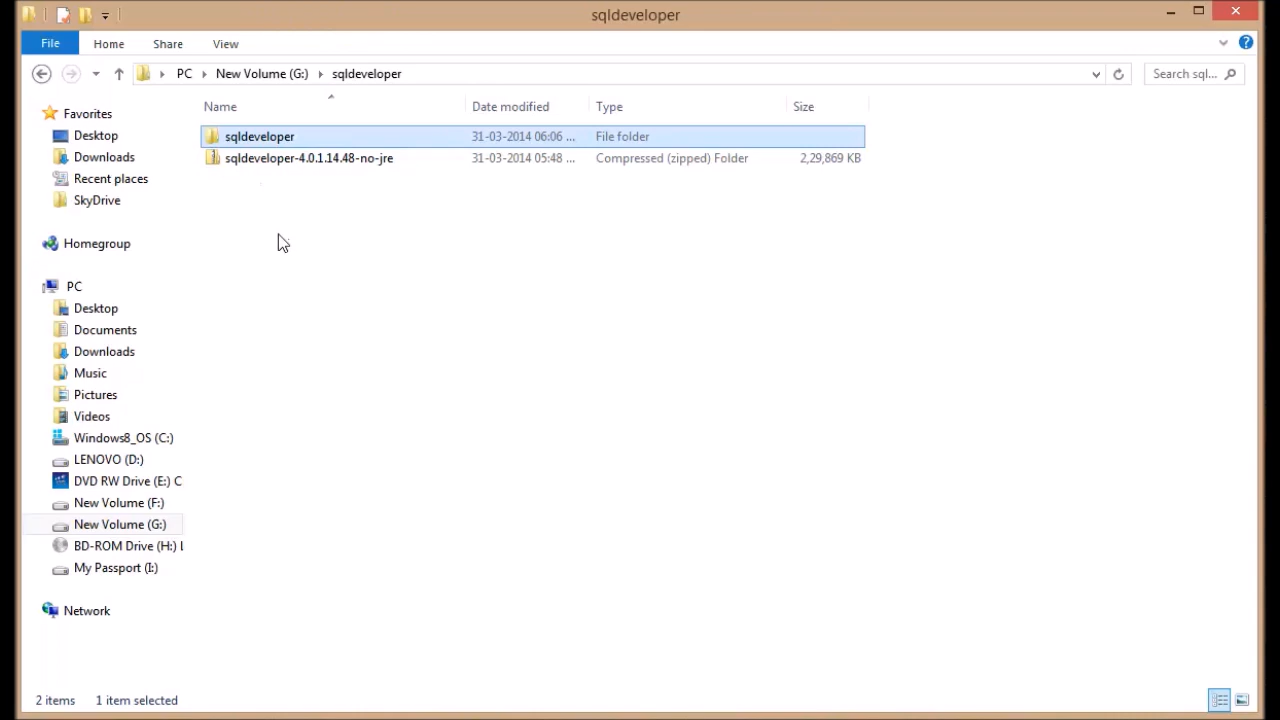 sqldeveloper
File Home Share View
PC New Volume (G:) sqldeveloper Search sql...
Name Date modified Type Size
sqldeveloper 31-03-2014 06:06 ... File folder
sqldeveloper-4.0.1.14.48-no-jre 31-03-2014 05:48 ... Compressed (zipped) Folder 2,29,869 KB
Favorites
Desktop
Downloads
Recent places
SkyDrive
Homegroup
PC
Desktop
Documents
Downloads
Music
Pictures
Videos
Windows8_OS (C:)
LENOVO (D:)
DVD RW Drive (E:) C
New Volume (F:)
New Volume (G:)
BD-ROM Drive (H:) L
My Passport (I:)
Network
2 items 1 item selected